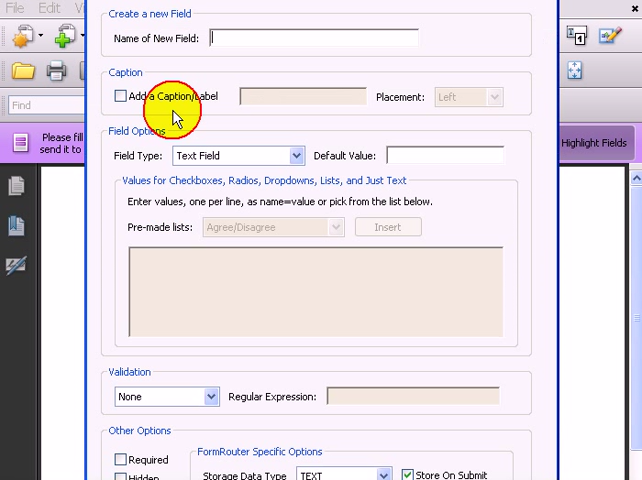 File Edit Vi
Create a new Field
Name of New Field:
Find
Caption
Add a Caption/Label
Placement: Left
Please fill
send it to
Highlight Fields
Field Options
Field Type: Text Field Default Value:
Values for Checkboxes, Radios, Dropdowns, Lists, and Just Text
Enter values, one per line, as name=value or pick from the list below.
Pre-made lists: Agree/Disagree Insert
Validation
None Regular Expression:
Other Options
Required
FormRouter Specific Options
Hidden
Storage Data Type TEXT Store On Submit